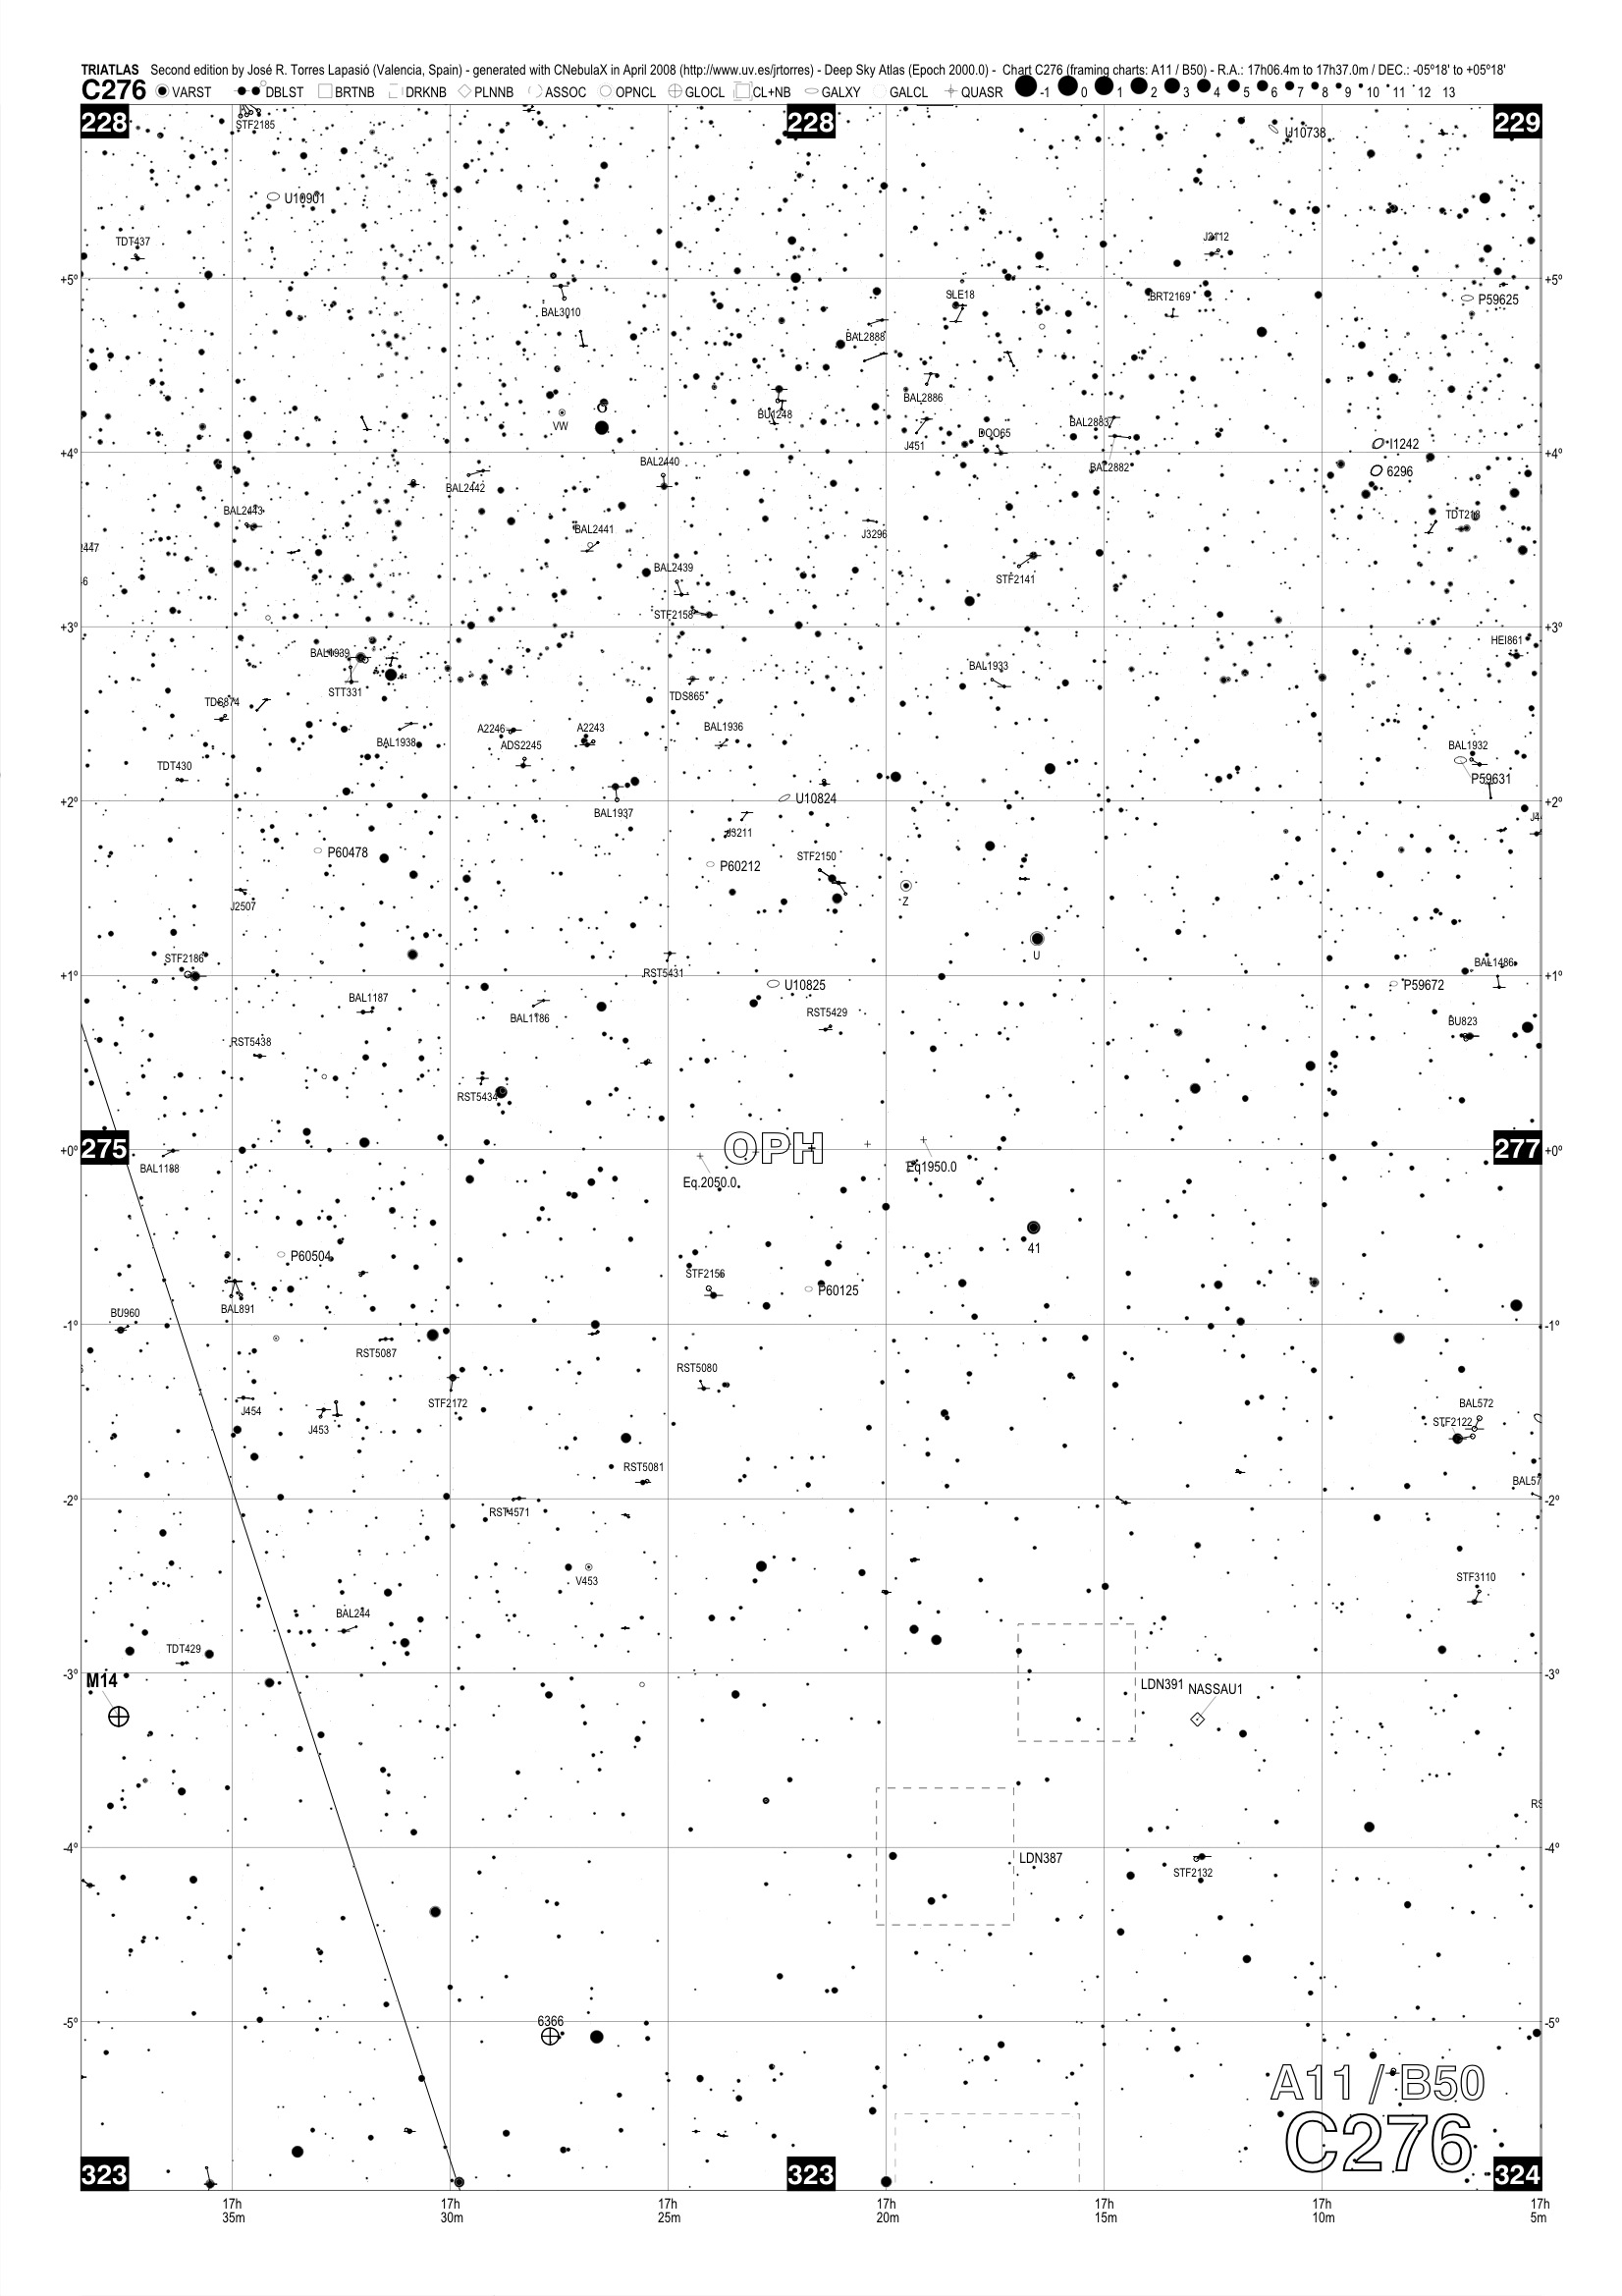 TRIATLAS Second edition by José R. Torres Lapasió (Valencia, Spain) - generated with CNebulaX in April 2008 (http://www.uv.es/jrtorres) - Deep Sky Atlas (Epoch 2000.0) - Chart C276 (framing charts: A11 / B50) - R.A.: 17h06.4m to 17h37.0m / DEC.: -05º18' to +05º18'
C276 VARST DBLST BRTNB DRKNB PLNNB ASSOC OPNCL GLOCL CL+NB GALXY GALCL QUASR -1 0 1 2 3 4 5 6 7 8 9 10 11 12 13
228 228 229
STF2185
U10738
U10901
TDT437
J2112
+5º +5º
SLE18
BRT2169
P59625
BAL3010
BAL2888
BAL2886
BU1248
VW
J451
DOO65
BAL2883
I1242
+4º +4º
BAL2440
BAL2882
6296
BAL2442
BAL2443
TDT213
BAL2441
J3296
2447
BAL2439
STF2141
-6
STF2158
+3º +3º
HEI861
BAL1939
BAL1933
STT331
TDS865
TDS874
A2246
A2243
BAL1936
BAL1938
ADS2245
BAL1932
TDT430
P59631
U10824
+2º +2º
BAL1937
J3211
P60478
STF2150
P60212
Z
J2507
U
STF2186
BAL1486
RST5431
+1º +1º
U10825
P59672
BAL1187
BAL1186
RST5429
BU823
RST5438
RST5434
275 OPH 277
+0º +0º
BAL1188
Eq1950.0
Eq.2050.0
41
P60504
STF2156
P60125
BAL891
BU960
-1º -1º
RST5087
RST5080
STF2172
BAL572
J454
STF2122
J453
RST5081
BAL57
-2º -2º
RST4571
V453
STF3110
BAL244
TDT429
-3º -3º
M14
LDN391 NASSAU1
RS
-4º -4º
LDN387
STF2132
-5º -5º
6366
A11 / B50
C276
323 323 324
17h 17h 17h 17h 17h 17h 17h
35m 30m 25m 20m 15m 10m 5m